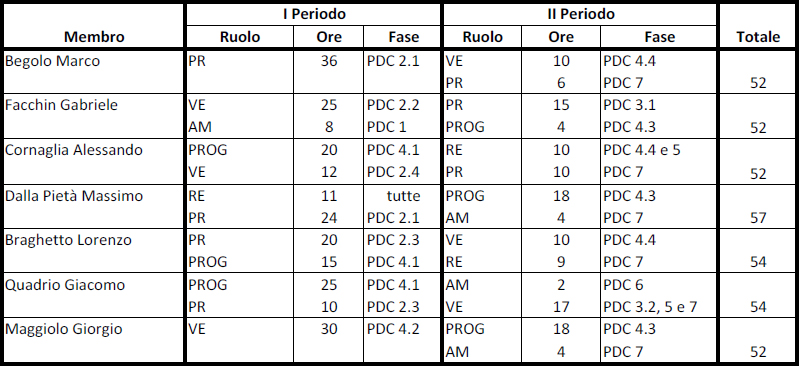 I Periodo II Periodo
Membro Ruolo Ore Fase Ruolo Ore Fase Totale
Begolo Marco PR 36 PDC 2.1 VE 10 PDC 4.4
PR 6 PDC 7 52
Facchin Gabriele VE 25 PDC 2.2 PR 15 PDC 3.1
AM 8 PDC 1 PROG 4 PDC 4.3 52
Cornaglia Alessando PROG 20 PDC 4.1 RE 10 PDC 4.4 e 5
VE 12 PDC 2.4 PR 10 PDC 7 52
Dalla Pietà Massimo RE 11 tutte PROG 18 PDC 4.3
PR 24 PDC 2.1 AM 4 PDC 7 57
Braghetto Lorenzo PR 20 PDC 2.3 VE 10 PDC 4.4
PROG 15 PDC 4.1 RE 9 PDC 7 54
Quadrio Giacomo PROG 25 PDC 4.1 AM 2 PDC 6
PR 10 PDC 2.3 VE 17 PDC 3.2, 5 e 7 54
Maggiolo Giorgio VE 30 PDC 4.2 PROG 18 PDC 4.3
AM 4 PDC 7 52